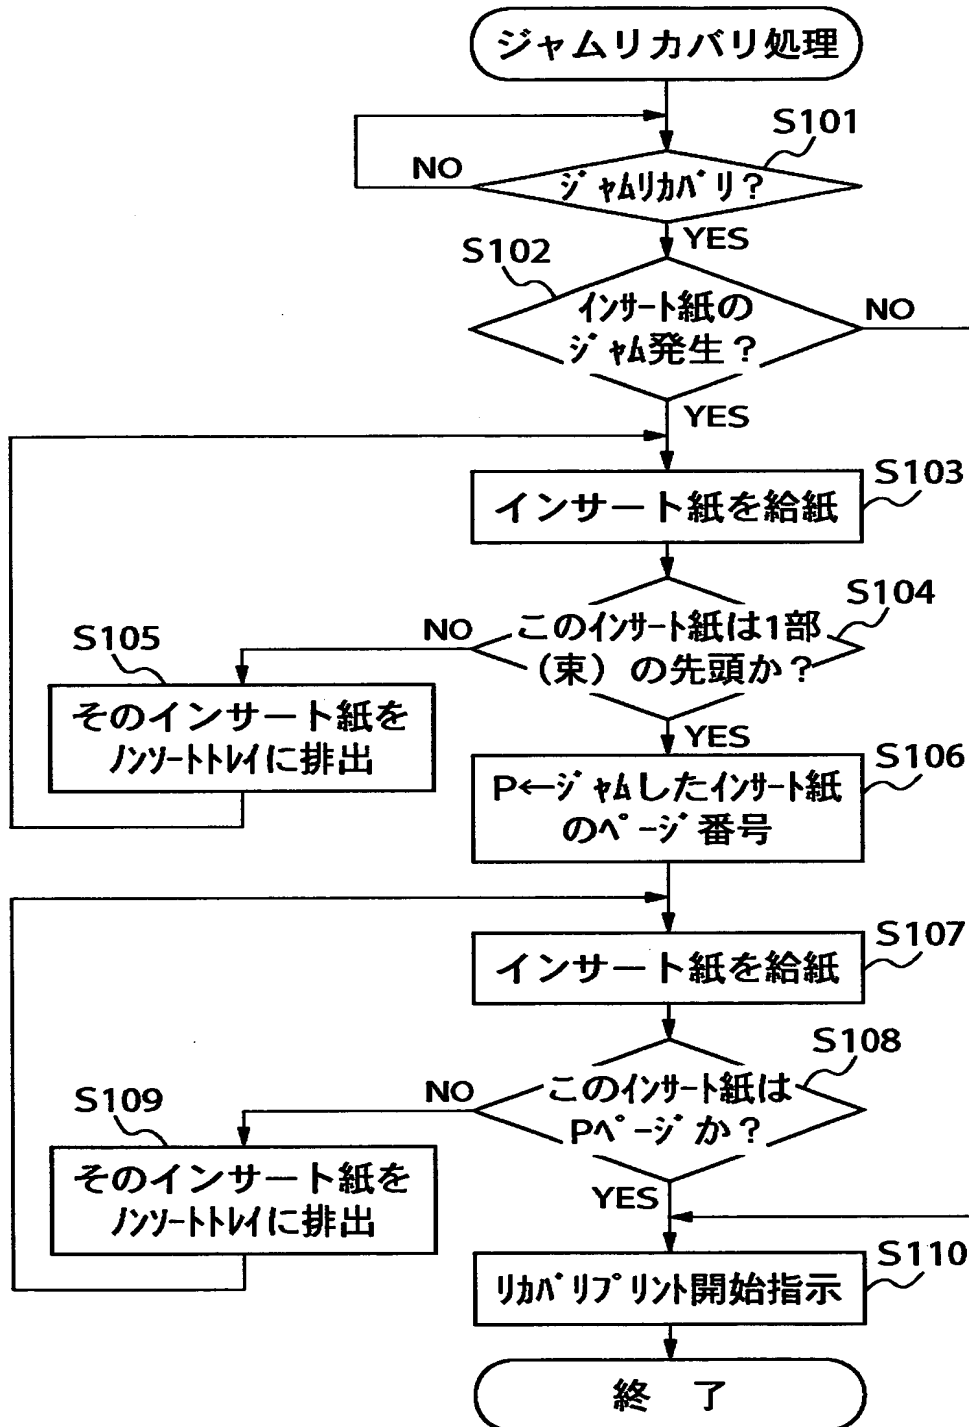 ジャムリカバリ処理
S101
NO
ジャムリカバリ？
YES
S102
インサート紙の
ジャム発生？
NO
YES
S103
インサート紙を給紙
S104
NO
このインサート紙は1部
（束）の先頭か？
S105
そのインサート紙を
ノンソートトレイに排出
YES
S106
P←ジャムしたインサート紙
のページ番号
S107
インサート紙を給紙
S108
NO
このインサート紙は
Pページか？
S109
そのインサート紙を
ノンソートトレイに排出
YES
S110
リカバリプリント開始指示
終 了